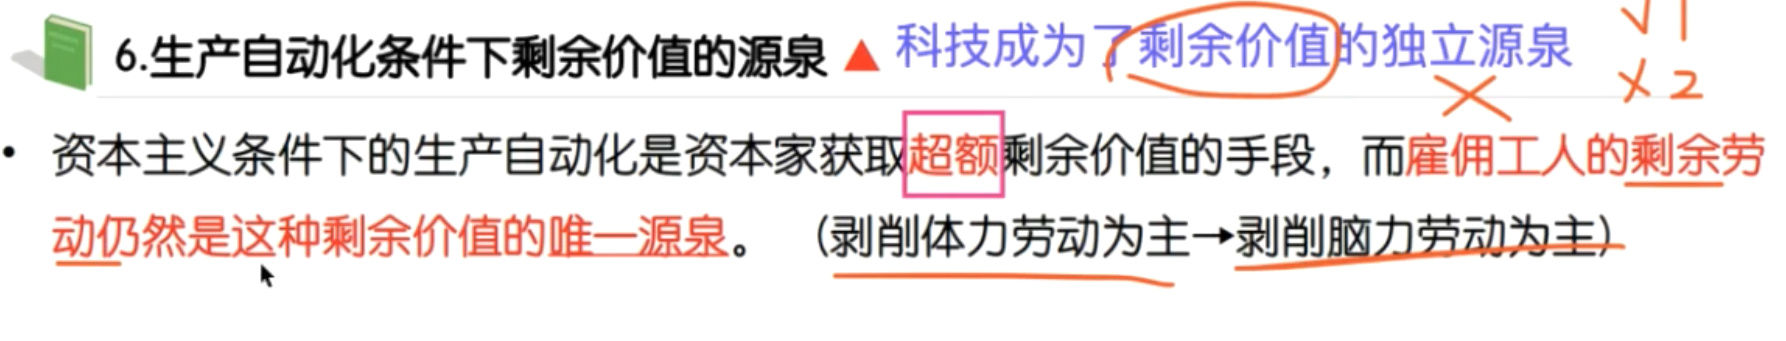 6.生产自动化条件下剩余价值的源泉▲ 科技成为了剩余价值的独立源泉
√1
×2
• 资本主义条件下的生产自动化是资本家获取超额剩余价值的手段，而雇佣工人的剩余劳
动仍然是这种剩余价值的唯一源泉。（剥削体力劳动为主→剥削脑力劳动为主）